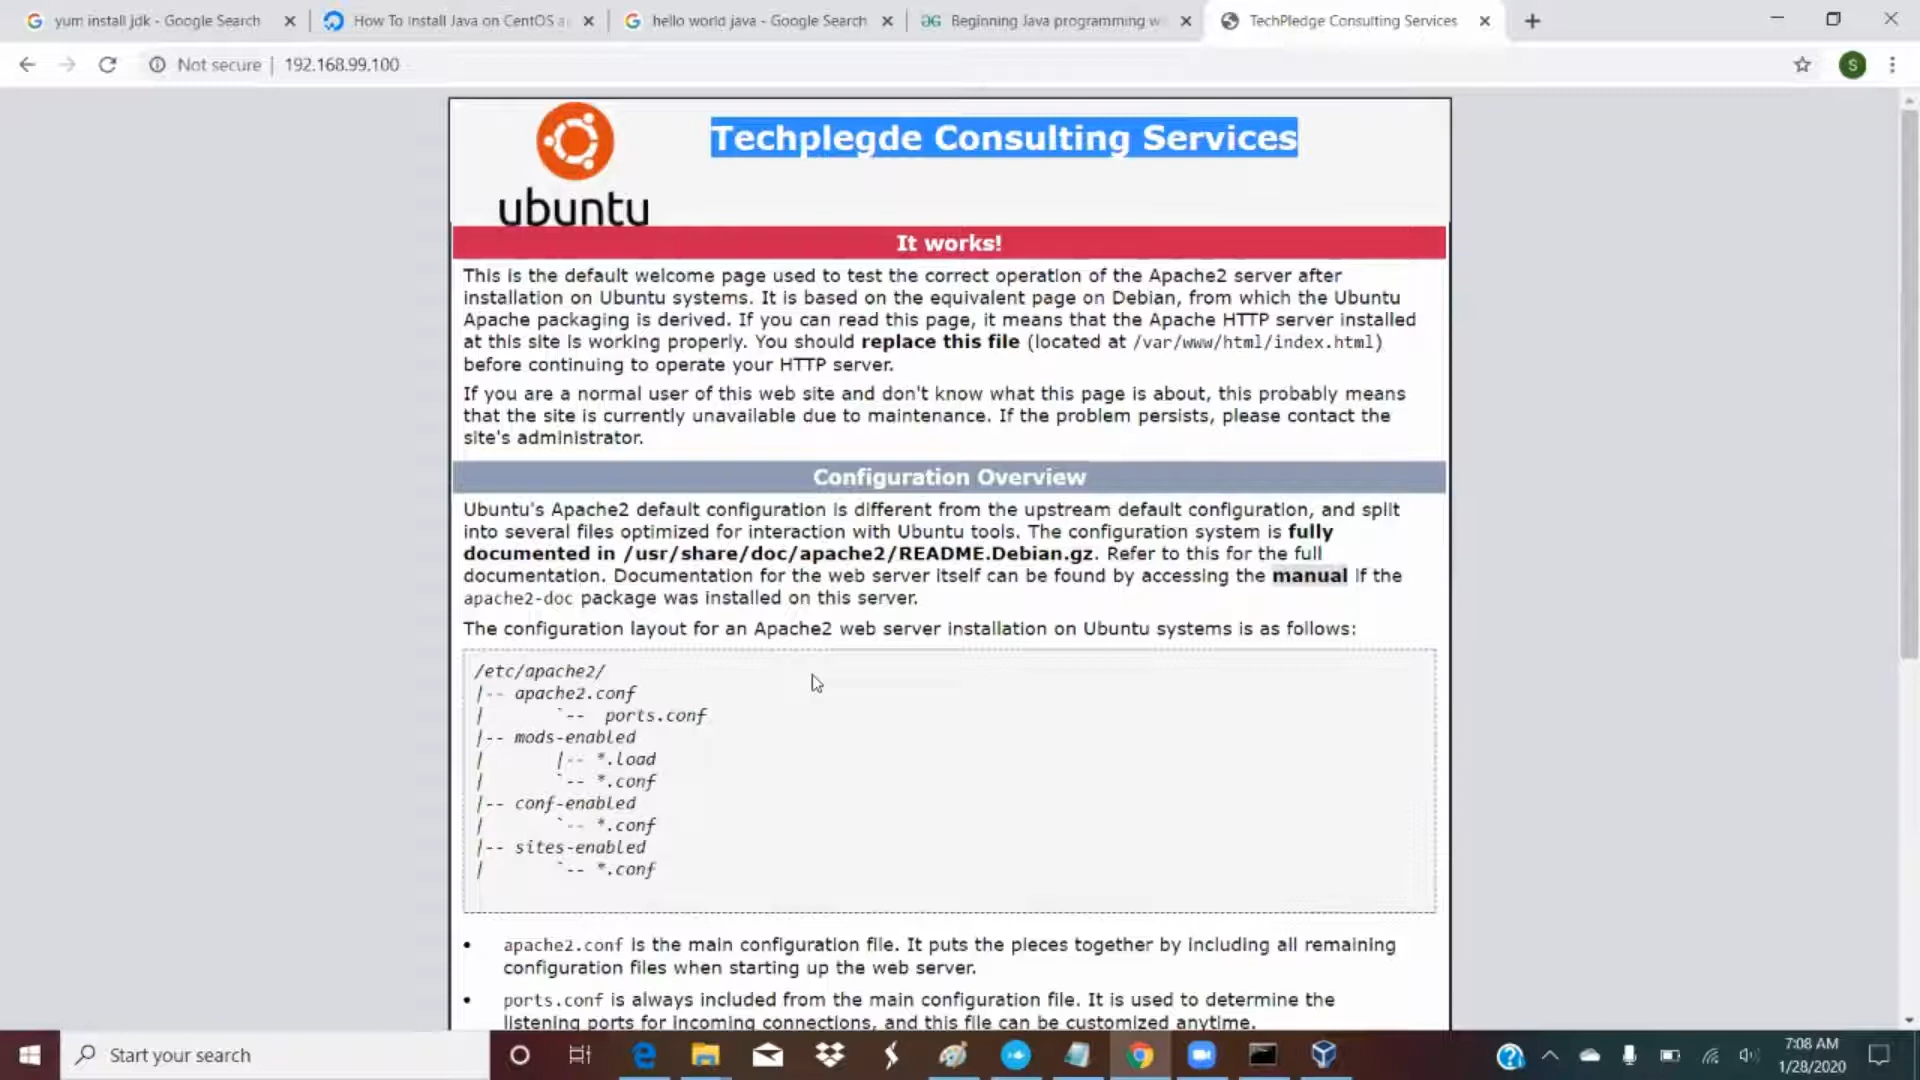 yum install jdk - Google Search
How To Install Java on CentOS a
hello world java - Google Search
Beginning Java programming w
TechPledge Consulting Services
Not secure | 192.168.99.100
S
Techplegde Consulting Services
ubuntu
It works!
This is the default welcome page used to test the correct operation of the Apache2 server after
installation on Ubuntu systems. It is based on the equivalent page on Debian, from which the Ubuntu
Apache packaging is derived. If you can read this page, it means that the Apache HTTP server installed
at this site is working properly. You should replace this file (located at /var/www/html/index.html)
before continuing to operate your HTTP server.
If you are a normal user of this web site and don't know what this page is about, this probably means
that the site is currently unavailable due to maintenance. If the problem persists, please contact the
site's administrator.
Configuration Overview
Ubuntu's Apache2 default configuration is different from the upstream default configuration, and split
into several files optimized for interaction with Ubuntu tools. The configuration system is fully
documented in /usr/share/doc/apache2/README.Debian.gz. Refer to this for the full
documentation. Documentation for the web server itself can be found by accessing the manual if the
apache2-doc package was installed on this server.
The configuration layout for an Apache2 web server installation on Ubuntu systems is as follows:
/etc/apache2/
|-- apache2.conf
|       `--  ports.conf
|-- mods-enabled
|       |-- *.load
|       `-- *.conf
|-- conf-enabled
|       `-- *.conf
|-- sites-enabled
|       `-- *.conf
• apache2.conf is the main configuration file. It puts the pieces together by including all remaining
configuration files when starting up the web server.
• ports.conf is always included from the main configuration file. It is used to determine the
listening ports for incoming connections, and this file can be customized anytime.
Start your search
7:08 AM
1/28/2020